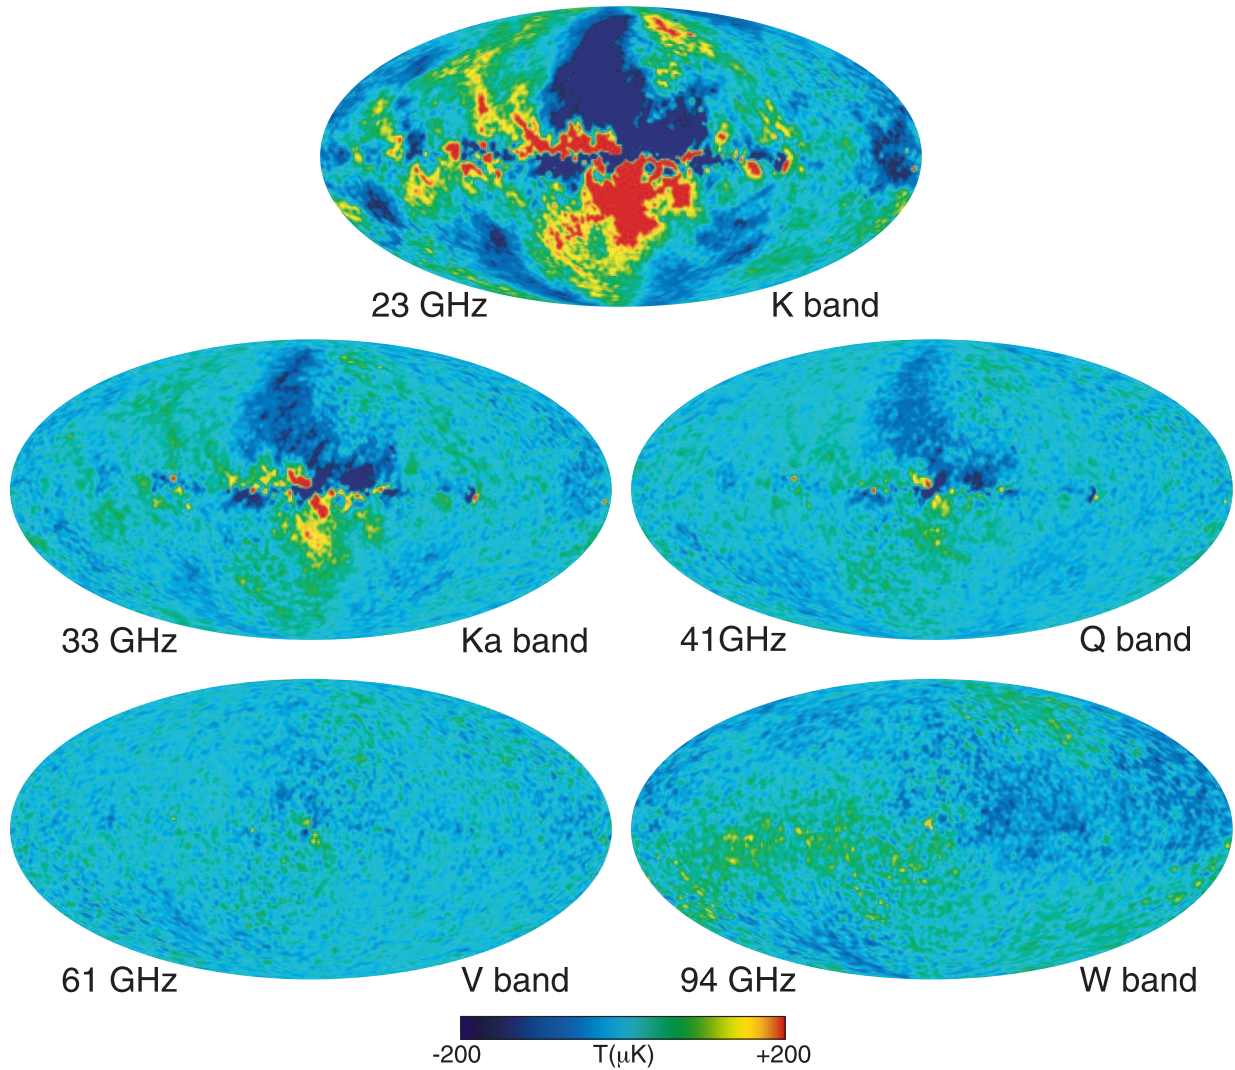 23 GHz K band
33 GHz Ka band
41GHz Q band
61 GHz V band
94 GHz W band
-200 T(μK) +200